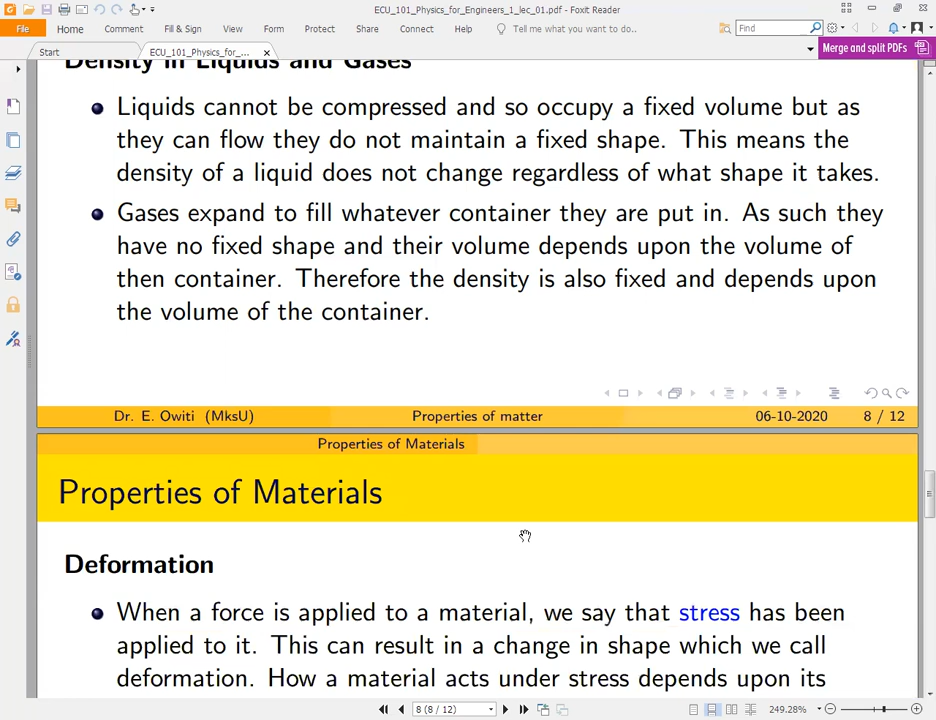 ECU_101_Physics_for_Engineers_1_lec_01.pdf - Foxit Reader
File Home Comment Fill & Sign View Form Protect Share Connect Help Tell me what you want to do.. Find
Start ECU_101_Physics_for_... Merge and split PDFs
Density in Liquids and Gases
Liquids cannot be compressed and so occupy a fixed volume but as
they can flow they do not maintain a fixed shape. This means the
density of a liquid does not change regardless of what shape it takes.
Gases expand to fill whatever container they are put in. As such they
have no fixed shape and their volume depends upon the volume of
then container. Therefore the density is also fixed and depends upon
the volume of the container.
Dr. E. Owiti (MksU) Properties of matter 06-10-2020 8 / 12
Properties of Materials
Properties of Materials
Deformation
When a force is applied to a material, we say that stress has been
applied to it. This can result in a change in shape which we call
deformation. How a material acts under stress depends upon its
8 (8 / 12) 249.28%